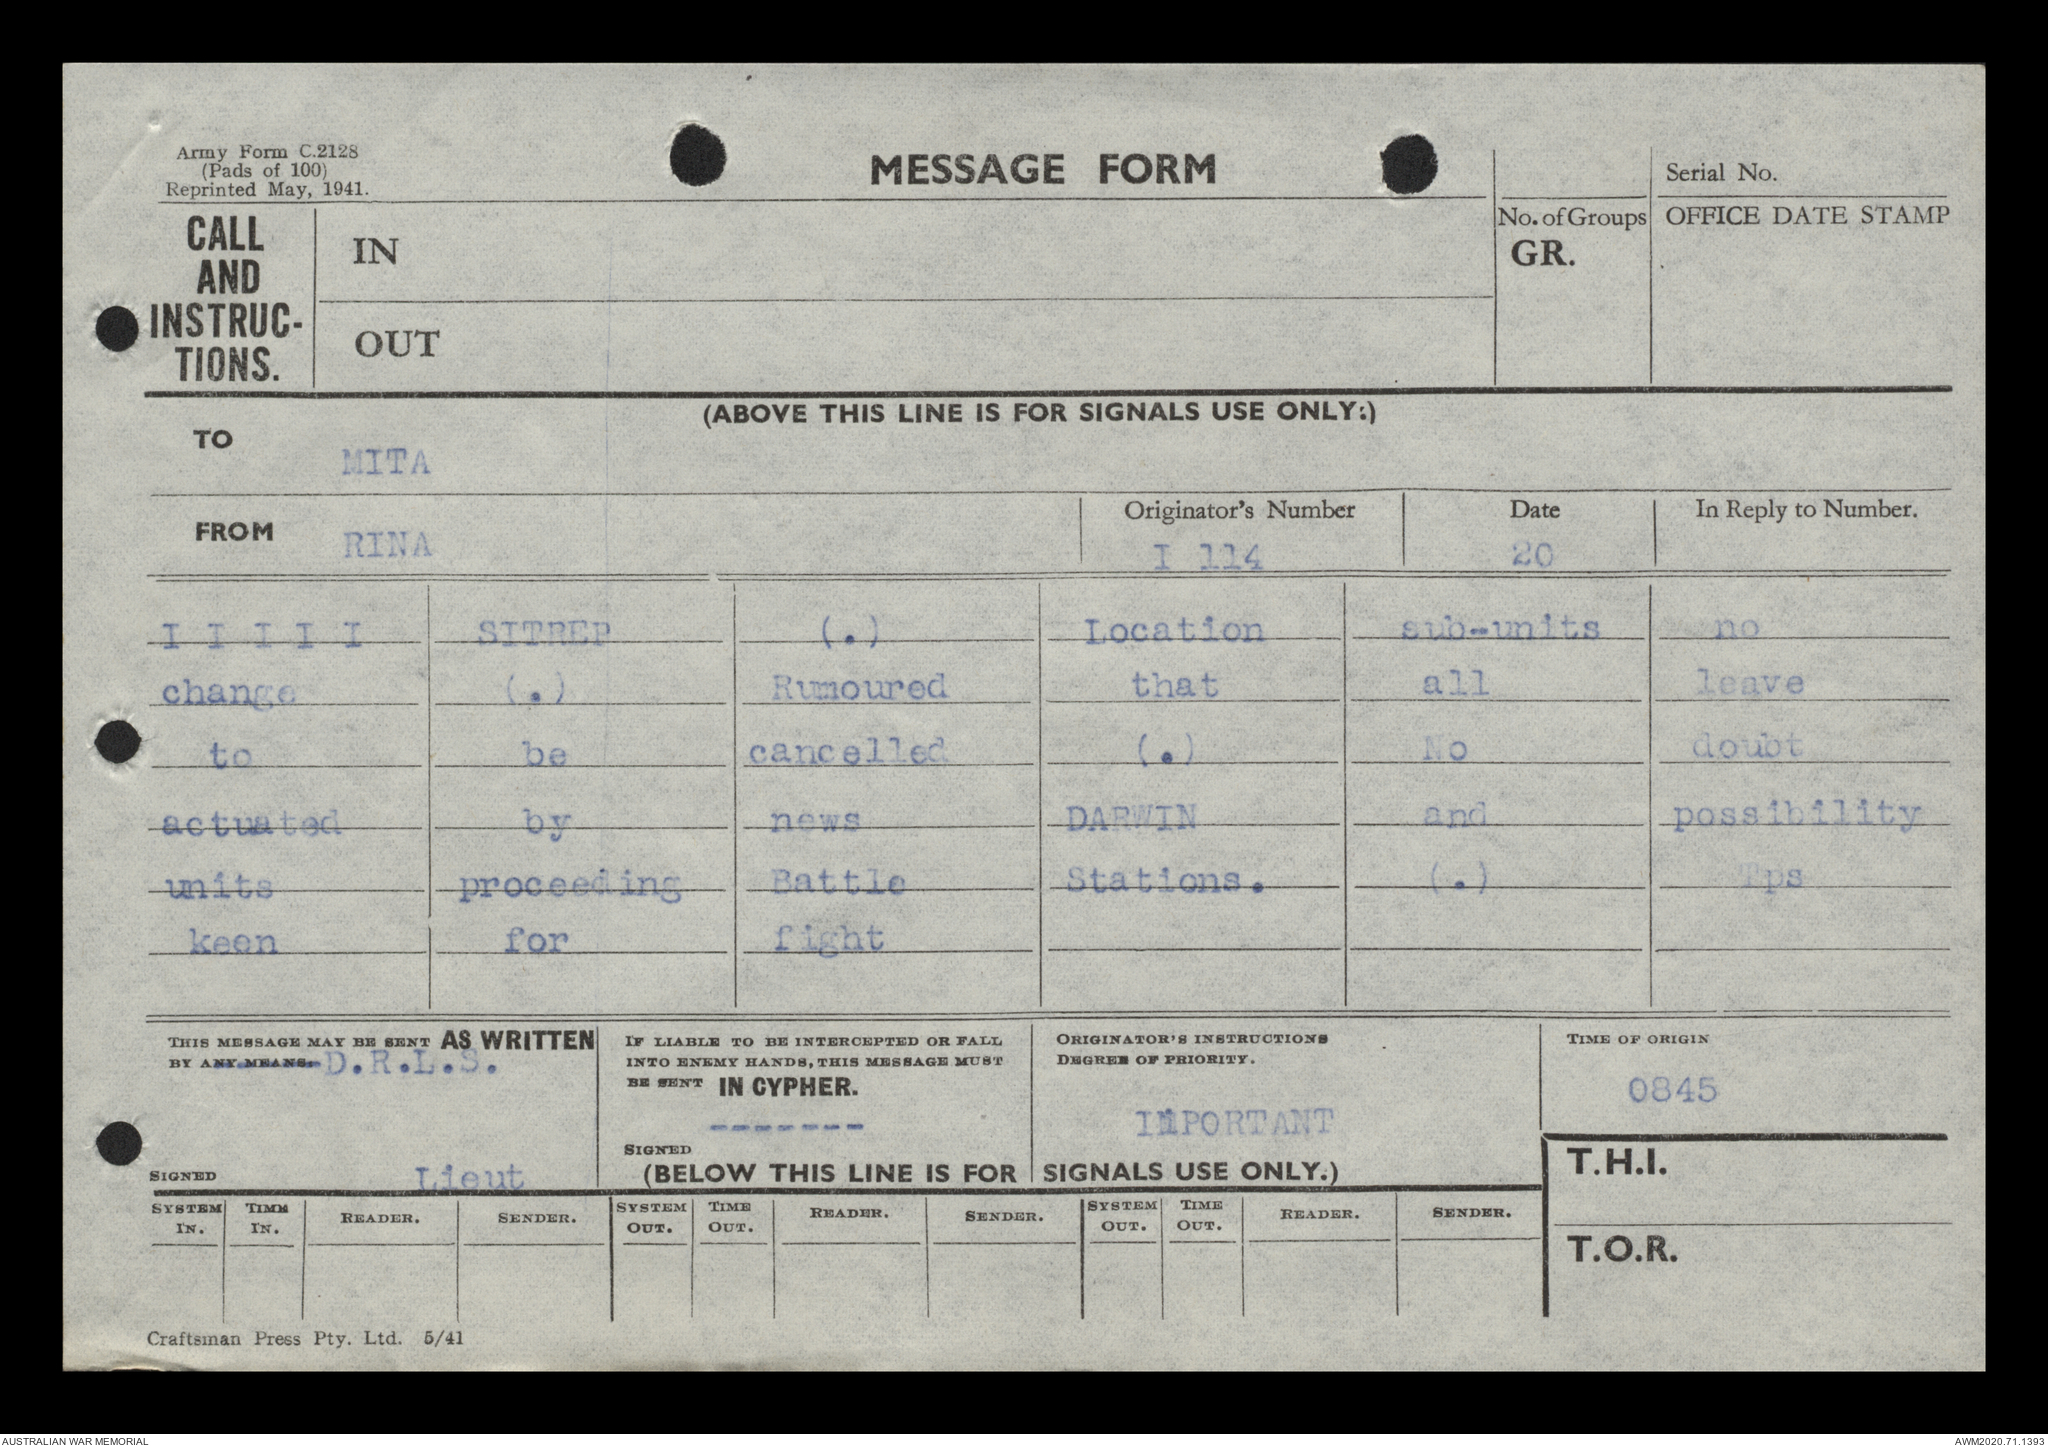 Army Form C.2128
(Pads of 100)
Reprinted May, 1941.
MESSAGE FORM
Serial No.
CALL
AND
INSTRUC-
TIONS.
IN
OUT
No. of Groups
GR.
OFFICE DATE STAMP
(ABOVE THIS LINE IS FOR SIGNALS USE ONLY:)
TO MITA
FROM RINA
Originator's Number
I 114
Date
20
In Reply to Number.
I I I I I SITREP (.) Location sub-units no
change (.) Rumoured that all leave
to be cancelled (.) No doubt
actuated by news DARWIN and possibility
units proceeding Battle Stations. (.) Tps
keen for fight
THIS MESSAGE MAY BE SENT AS WRITTEN
BY ANY MEANS. D.R.L.S.
SIGNED Lieut
IF LIABLE TO BE INTERCEPTED OR FALL
INTO ENEMY HANDS, THIS MESSAGE MUST
BE SENT IN CYPHER.
-------
SIGNED
ORIGINATOR'S INSTRUCTIONS
DEGREE OF PRIORITY.
IMPORTANT
TIME OF ORIGIN
0845
(BELOW THIS LINE IS FOR SIGNALS USE ONLY.)
T.H.I.
T.O.R.
SYSTEM IN. TIMM IN. READER. SENDER. SYSTEM OUT. TIME OUT. READER. SENDER. SYSTEM OUT. TIME OUT. READER. SENDER.
Craftsman Press Pty. Ltd. 5/41
AUSTRALIAN WAR MEMORIAL
AWM2020.71.1393